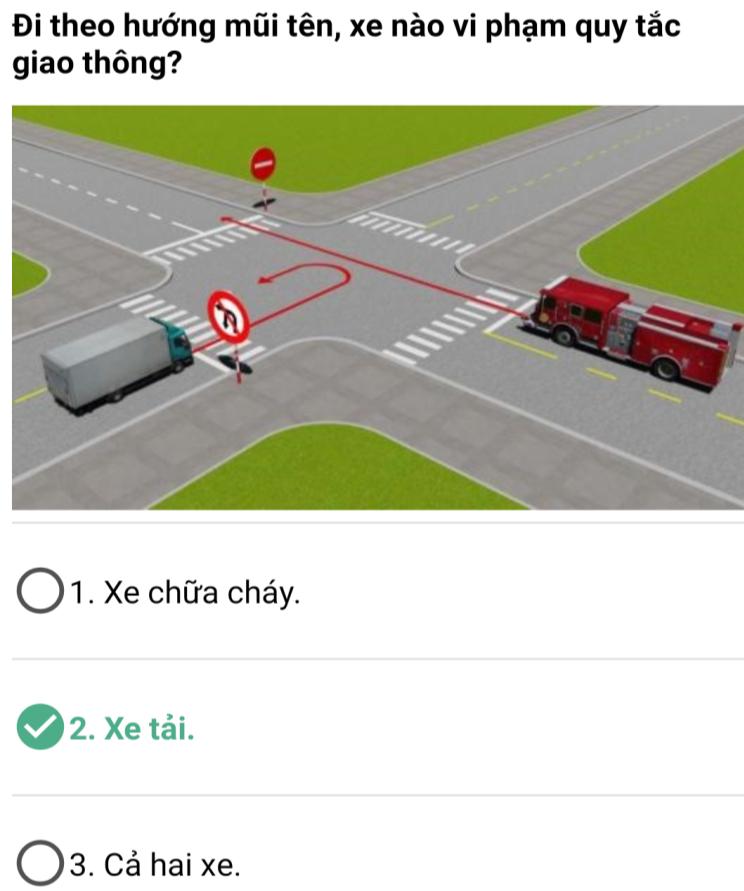 Đi theo hướng mũi tên, xe nào vi phạm quy tắc
giao thông?
1. Xe chữa cháy.
2. Xe tải.
3. Cả hai xe.